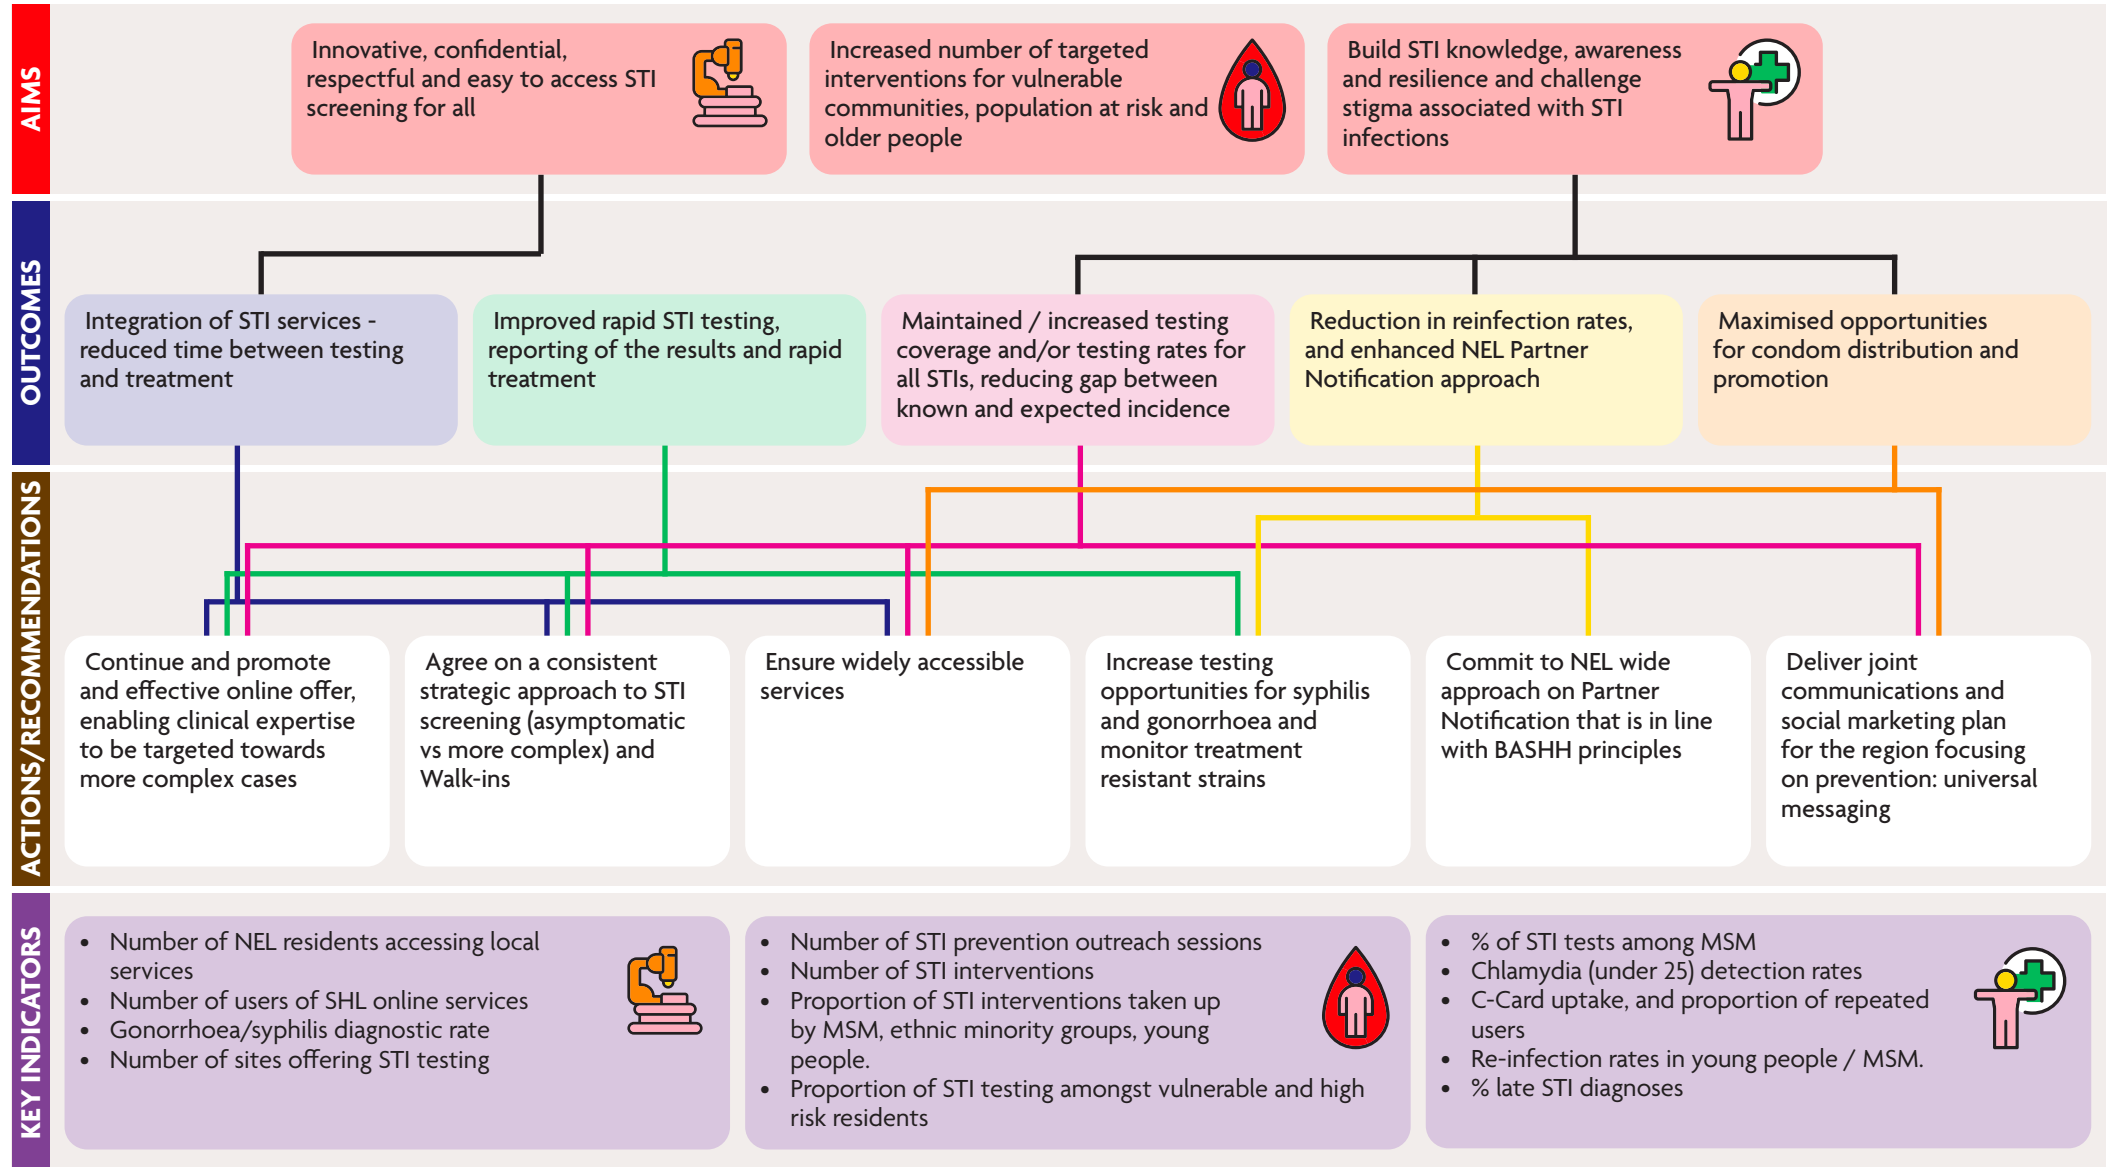 AIMS
Innovative, confidential,
respectful and easy to access STI
screening for all
Increased number of targeted
interventions for vulnerable
communities, population at risk and
older people
Build STI knowledge, awareness
and resilience and challenge
stigma associated with STI
infections
OUTCOMES
Integration of STI services -
reduced time between testing
and treatment
Improved rapid STI testing,
reporting of the results and rapid
treatment
Maintained / increased testing
coverage and/or testing rates for
all STIs, reducing gap between
known and expected incidence
Reduction in reinfection rates,
and enhanced NEL Partner
Notification approach
Maximised opportunities
for condom distribution and
promotion
ACTIONS/RECOMMENDATIONS
Continue and promote
and effective online offer,
enabling clinical expertise
to be targeted towards
more complex cases
Agree on a consistent
strategic approach to STI
screening (asymptomatic
vs more complex) and
Walk-ins
Ensure widely accessible
services
Increase testing
opportunities for syphilis
and gonorrhoea and
monitor treatment
resistant strains
Commit to NEL wide
approach on Partner
Notification that is in line
with BASHH principles
Deliver joint
communications and
social marketing plan
for the region focusing
on prevention: universal
messaging
KEY INDICATORS
• Number of NEL residents accessing local
services
• Number of users of SHL online services
• Gonorrhoea/syphilis diagnostic rate
• Number of sites offering STI testing
• Number of STI prevention outreach sessions
• Number of STI interventions
• Proportion of STI interventions taken up
by MSM, ethnic minority groups, young
people.
• Proportion of STI testing amongst vulnerable and high
risk residents
• % of STI tests among MSM
• Chlamydia (under 25) detection rates
• C-Card uptake, and proportion of repeated
users
• Re-infection rates in young people / MSM.
• % late STI diagnoses